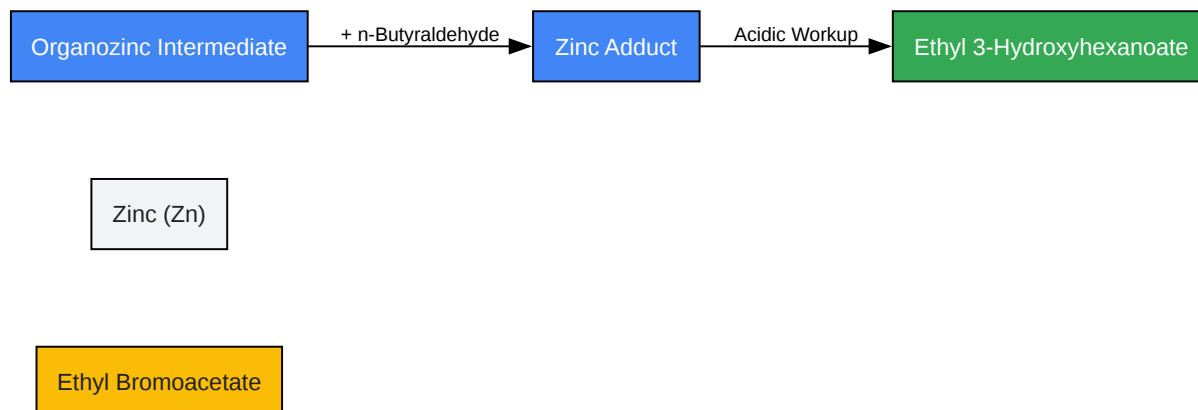 Organozinc Intermediate
+ n-Butyraldehyde
Zinc Adduct
Acidic Workup
Ethyl 3-Hydroxyhexanoate
Zinc (Zn)
Ethyl Bromoacetate